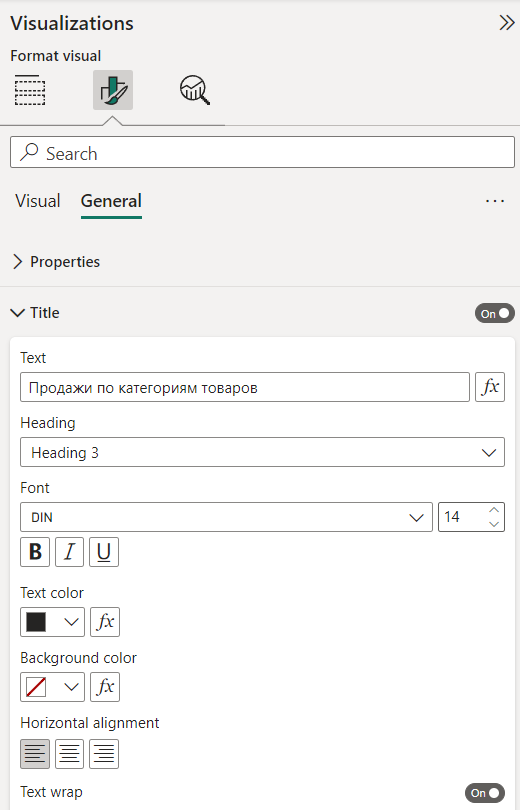 Visualizations
Format visual
Search
Visual General
Properties
Title On
Text
Продажи по категориям товаров fx
Heading
Heading 3
Font
DIN 14
B I U
Text color
fx
Background color
fx
Horizontal alignment
Text wrap On